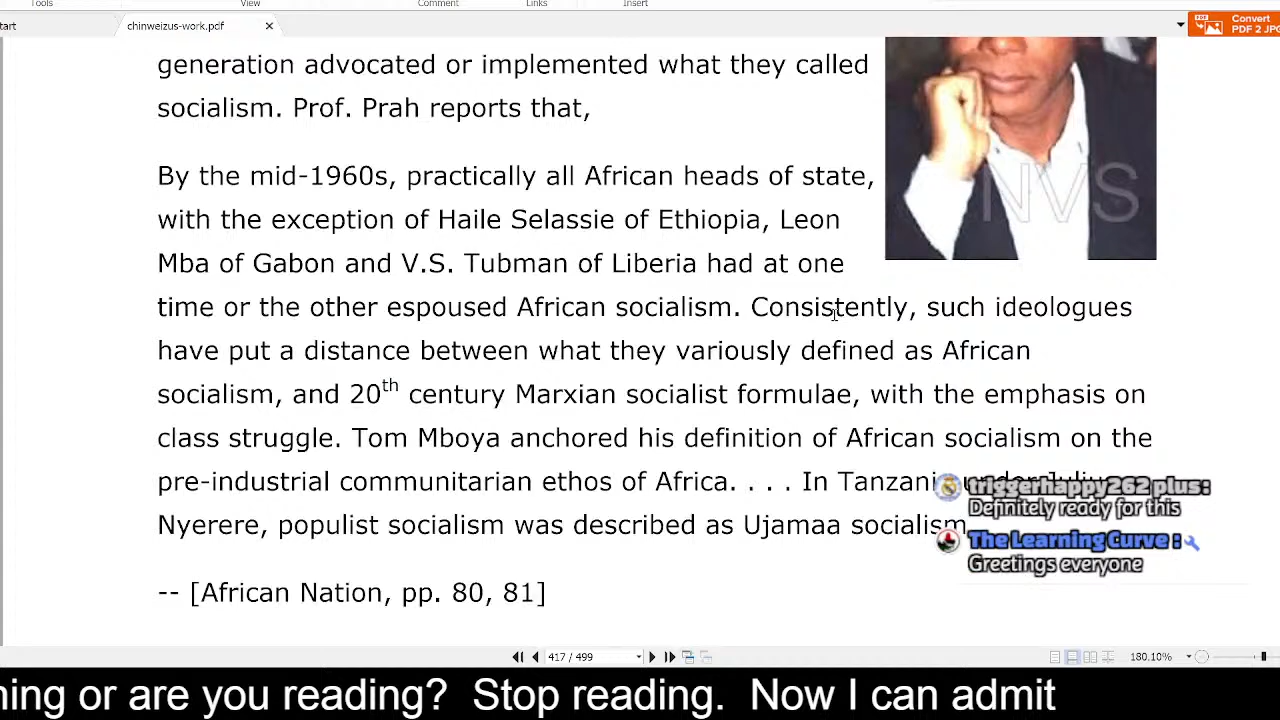 Tools View Comment Links Insert
tart chinweizus-work.pdf Convert
PDF 2 JPG
generation advocated or implemented what they called
socialism. Prof. Prah reports that,
By the mid-1960s, practically all African heads of state,
with the exception of Haile Selassie of Ethiopia, Leon
Mba of Gabon and V.S. Tubman of Liberia had at one
time or the other espoused African socialism. Consistently, such ideologues
have put a distance between what they variously defined as African
socialism, and 20th century Marxian socialist formulae, with the emphasis on
class struggle. Tom Mboya anchored his definition of African socialism on the
pre-industrial communitarian ethos of Africa. . . . In
Nyerere, populist socialism was described as Ujamaa socialism
-- [African Nation, pp. 80, 81]
NVS
triggerhappy262 plus:
Definitely ready for this
The Learning Curve :
Greetings everyone
417 / 499 180.10%
ning or are you reading? Stop reading. Now I can admit